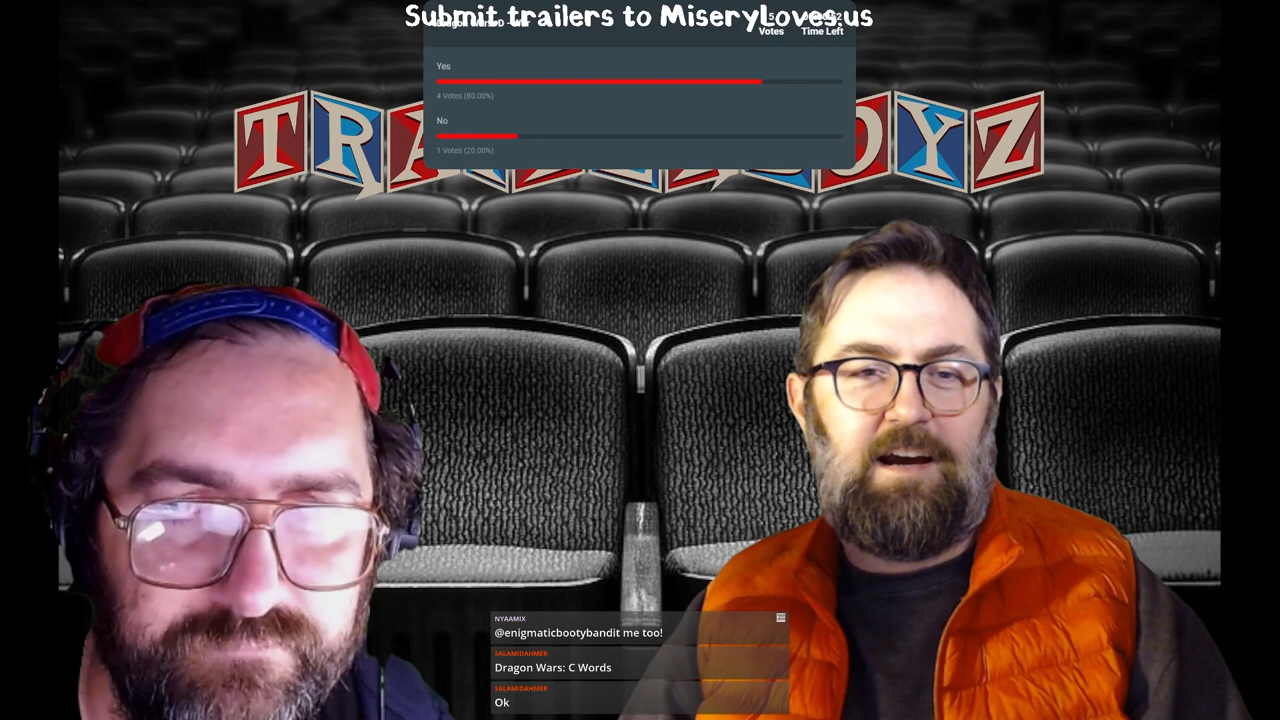 Submit trailers to MiseryLoves.us
Votes
Time Left
Yes
4 Votes (80.00%)
No
1 Votes (20.00%)
NYAAMIX
@enigmaticbootybandit me too!
SALAMIDAHMER
Dragon Wars: C Words
SALAMIDAHMER
Ok